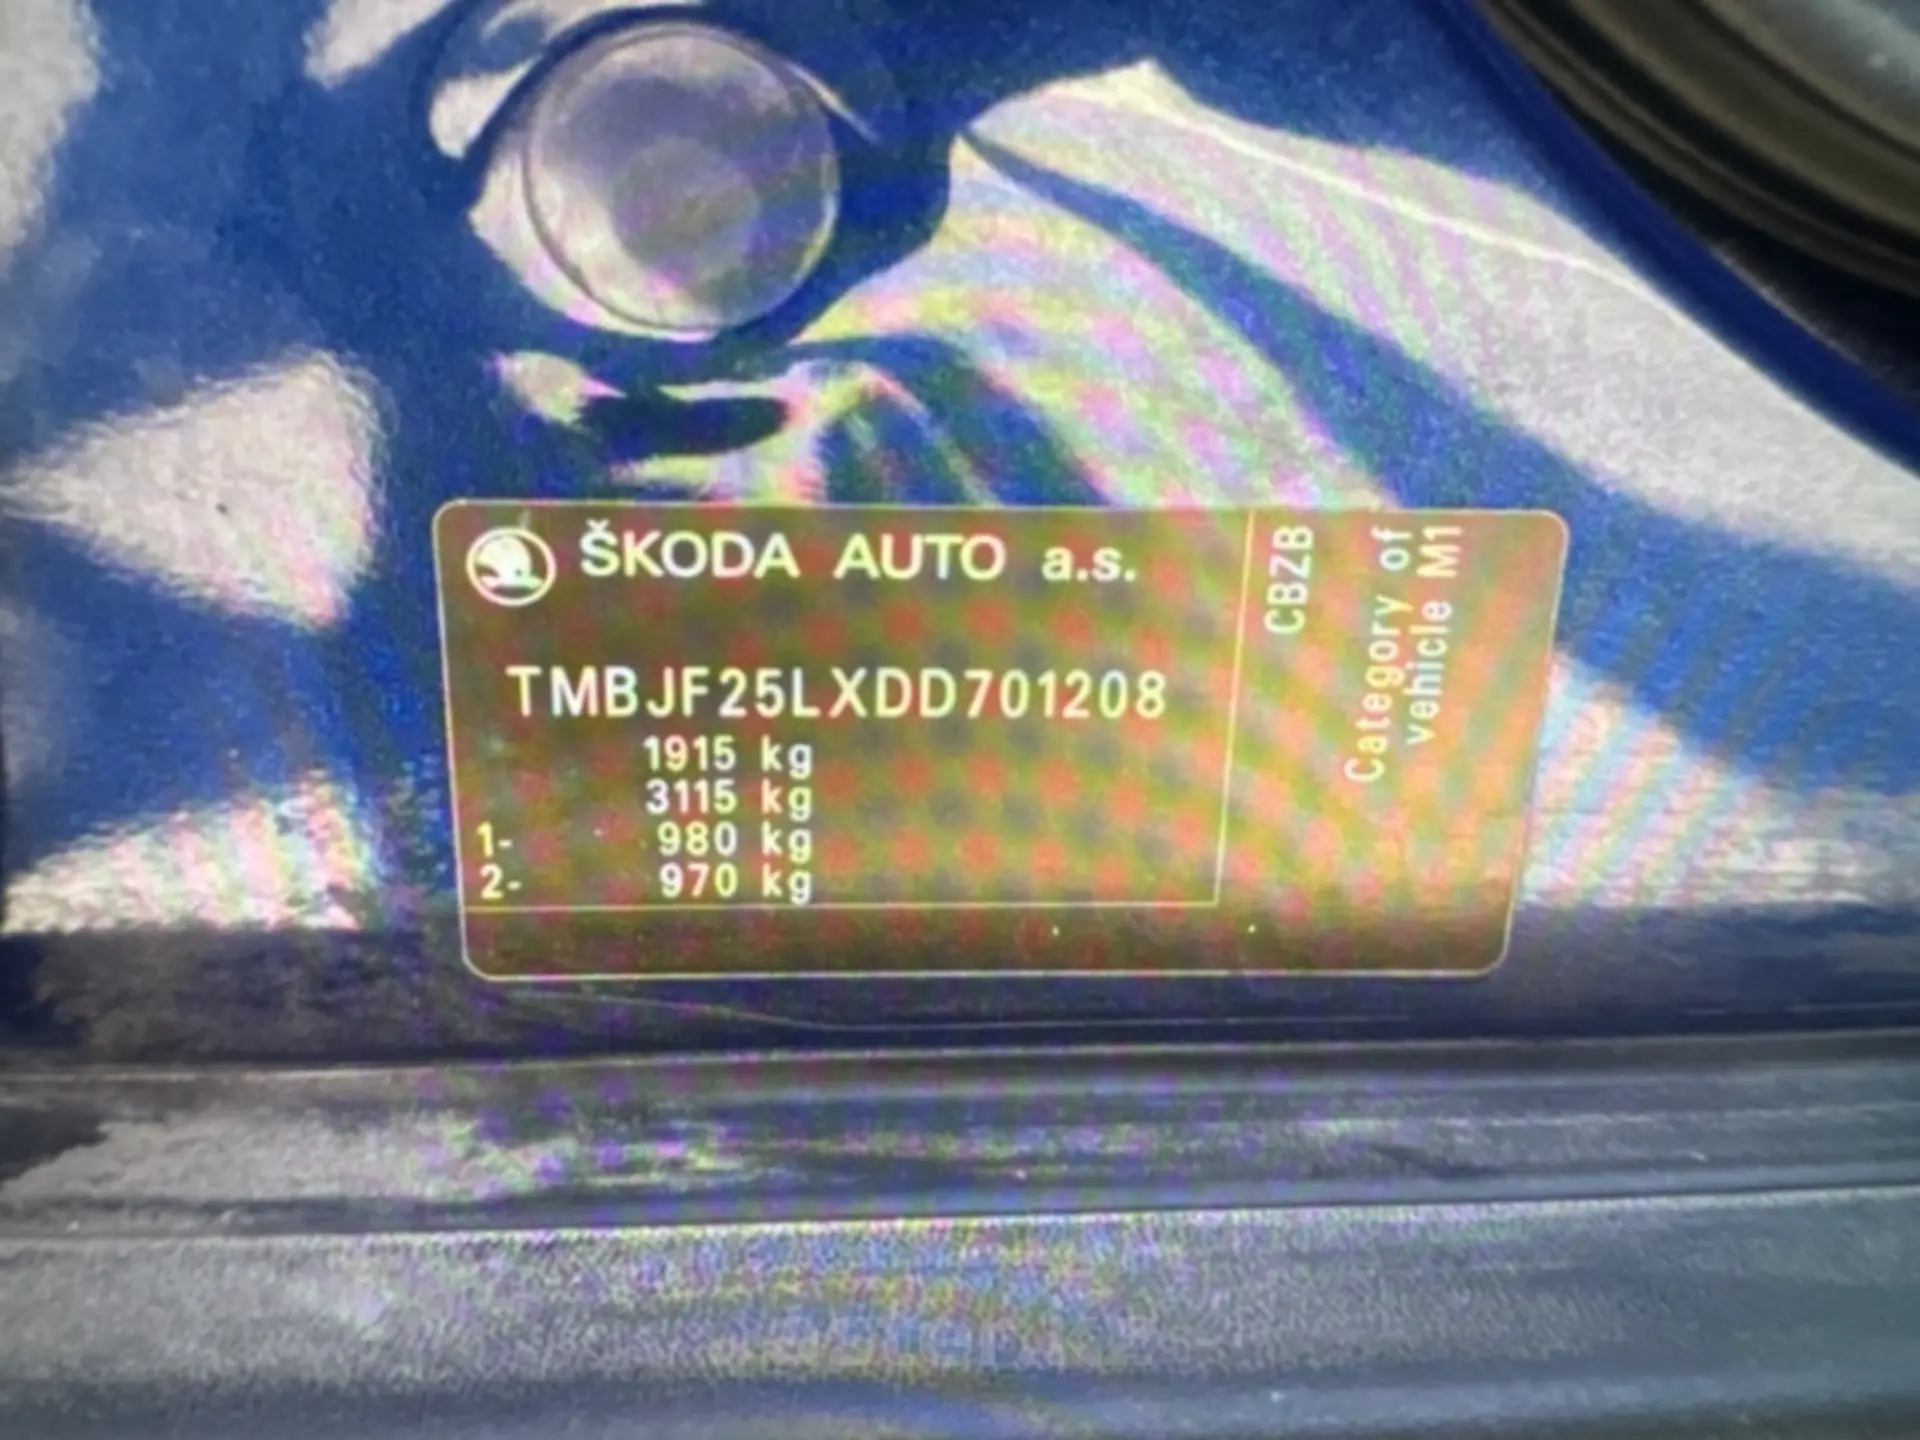 ŠKODA AUTO a.s.
TMBJF25LXDD701208
1915 kg
3115 kg
1- 980 kg
2- 970 kg
CBZB
Category of
vehicle M1